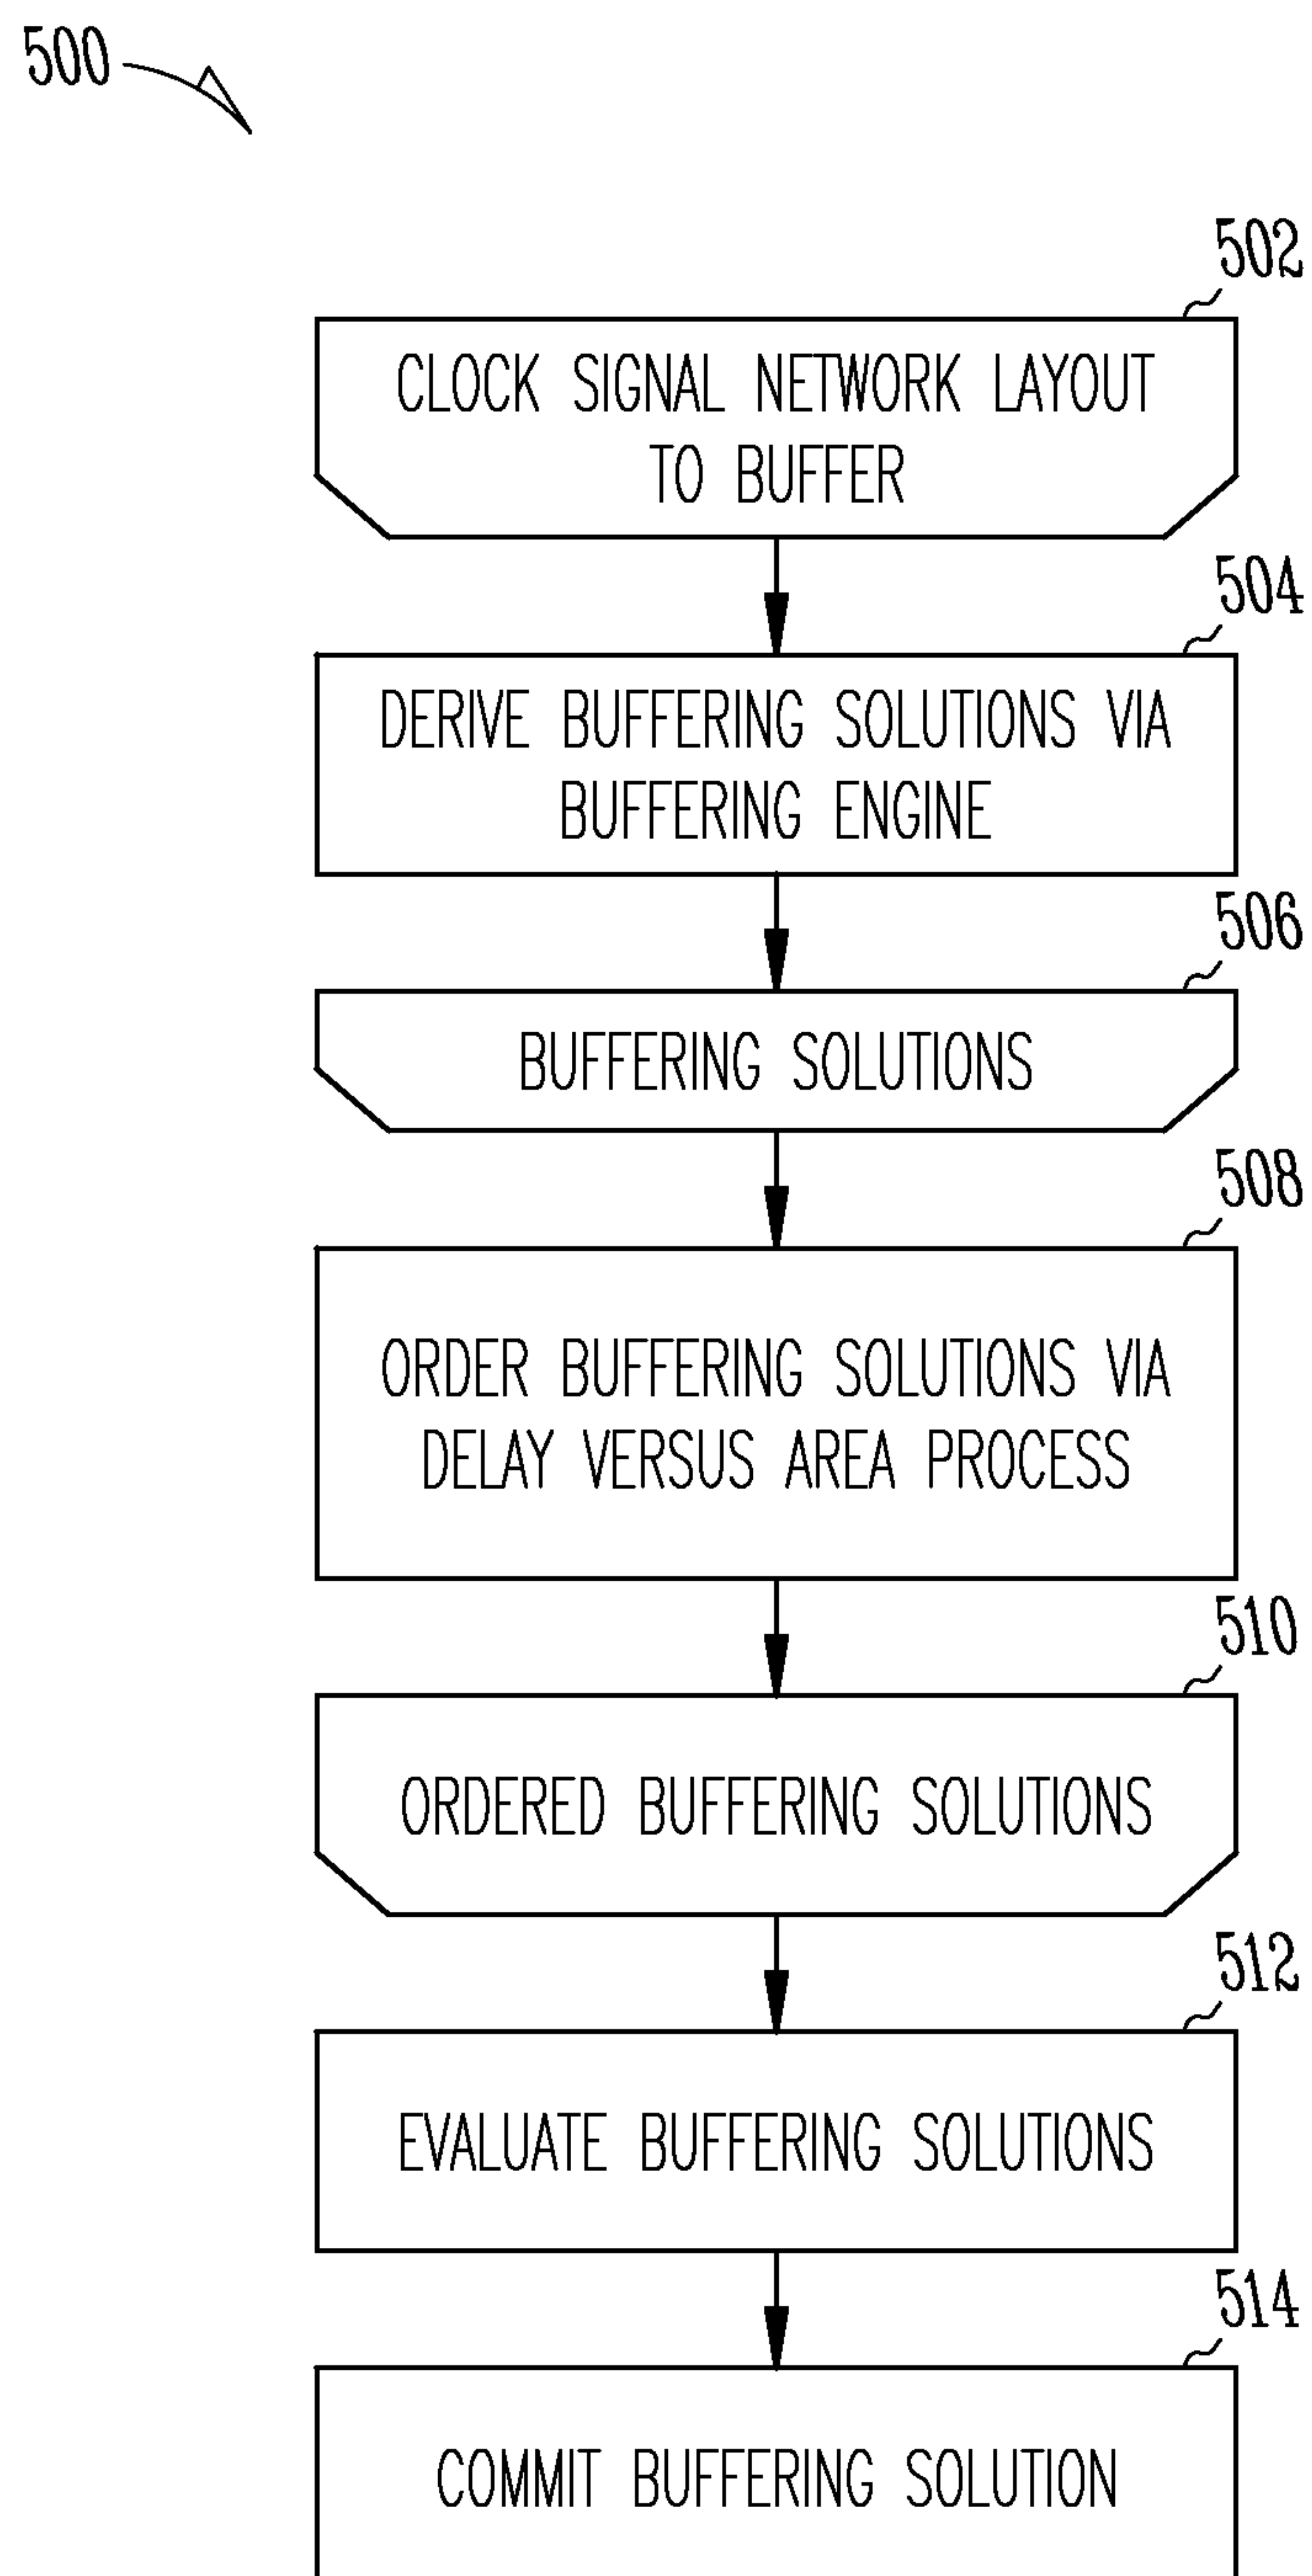 500
502
CLOCK SIGNAL NETWORK LAYOUT
TO BUFFER
504
DERIVE BUFFERING SOLUTIONS VIA
BUFFERING ENGINE
506
BUFFERING SOLUTIONS
508
ORDER BUFFERING SOLUTIONS VIA
DELAY VERSUS AREA PROCESS
510
ORDERED BUFFERING SOLUTIONS
512
EVALUATE BUFFERING SOLUTIONS
514
COMMIT BUFFERING SOLUTION